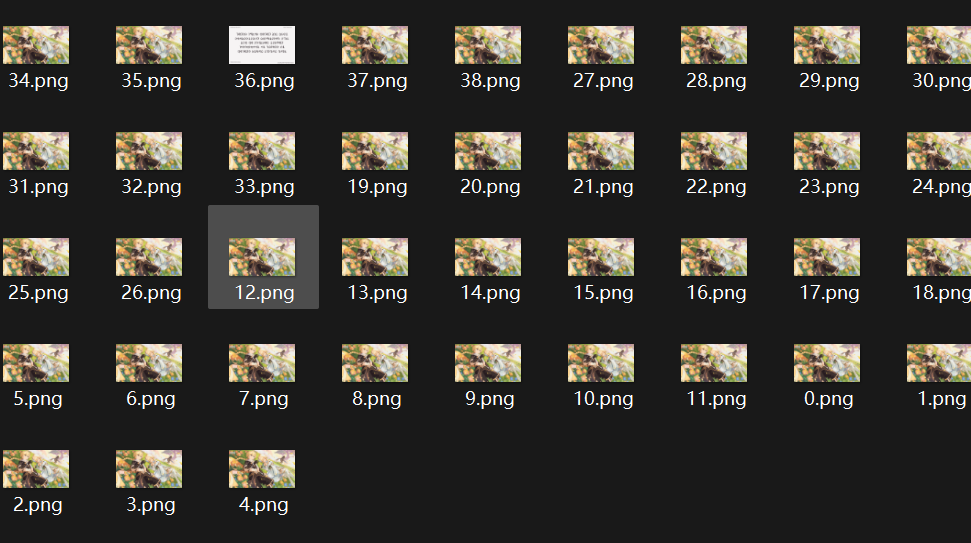 34.png 35.png 36.png 37.png 38.png 27.png 28.png 29.png 30.png
31.png 32.png 33.png 19.png 20.png 21.png 22.png 23.png 24.png
25.png 26.png 12.png 13.png 14.png 15.png 16.png 17.png 18.png
5.png 6.png 7.png 8.png 9.png 10.png 11.png 0.png 1.png
2.png 3.png 4.png